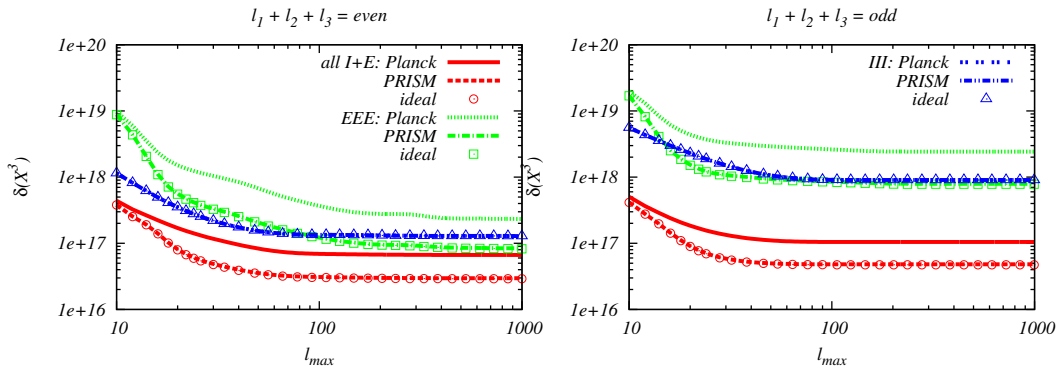 l1 + l2 + l3 = even
δ(X^3)
1e+20
1e+19
1e+18
1e+17
1e+16
all I+E: Planck
PRISM
ideal
EEE: Planck
PRISM
ideal
10
100
1000
lmax
l1 + l2 + l3 = odd
δ(X^3)
1e+20
1e+19
1e+18
1e+17
1e+16
III: Planck
PRISM
ideal
10
100
1000
lmax